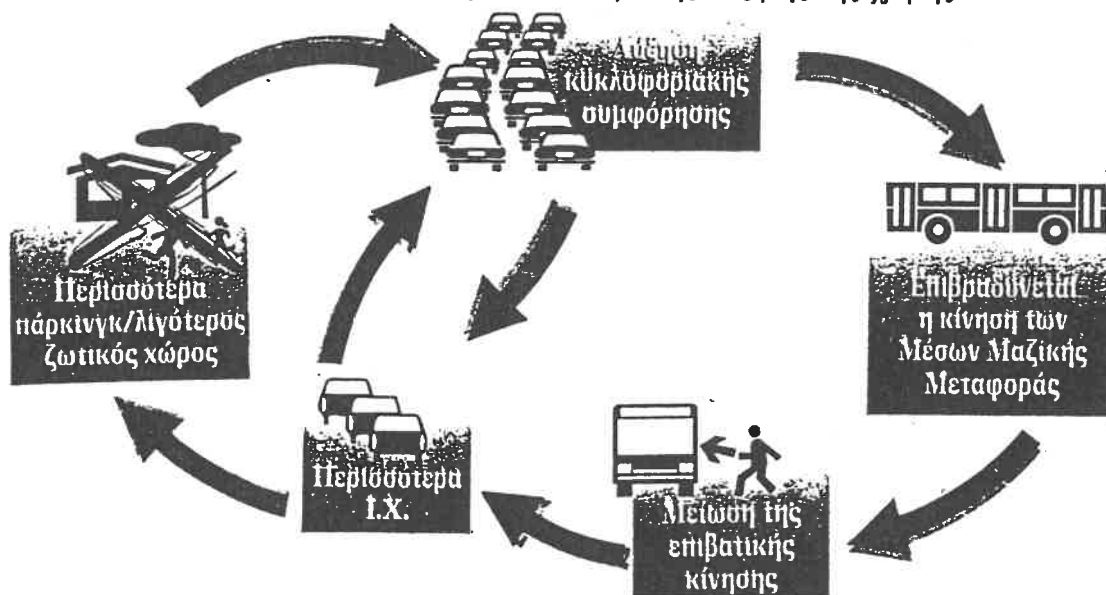 Αύξηση
κυκλοφοριακής
συμφόρησης
Επιβραδύνεται
η κίνηση των
Μέσων Μαζικής
Μεταφοράς
Μείωση της
επιβατικής
κίνησης
Περισσότερα
Ι.Χ.
Περισσότερα
πάρκινγκ/λιγότερος
ζωτικός χώρος